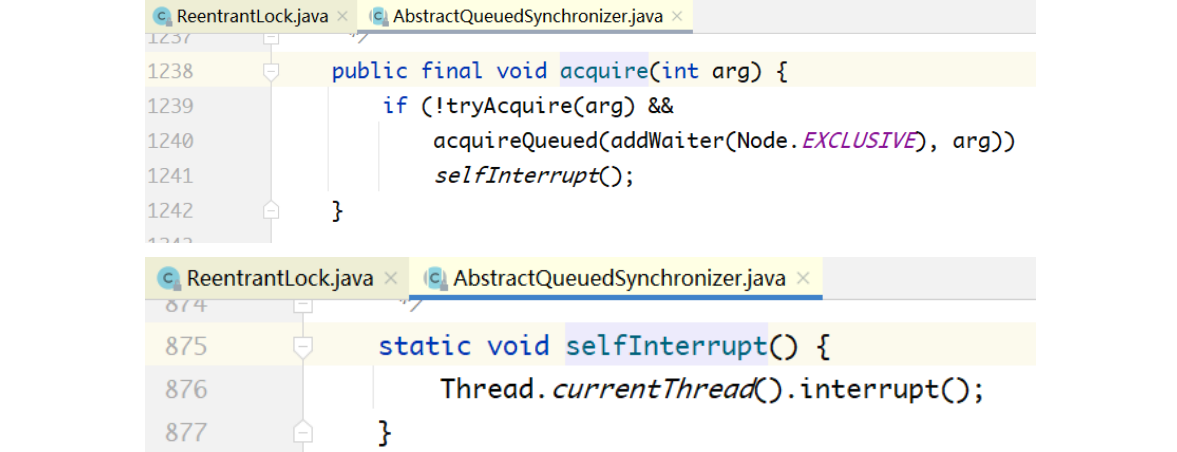 ReentrantLock.java AbstractQueuedSynchronizer.java
1237 */
1238 public final void acquire(int arg) {
1239 if (!tryAcquire(arg) &&
1240 acquireQueued(addWaiter(Node.EXCLUSIVE), arg))
1241 selfInterrupt();
1242 }
1243
ReentrantLock.java AbstractQueuedSynchronizer.java
874 */
875 static void selfInterrupt() {
876 Thread.currentThread().interrupt();
877 }